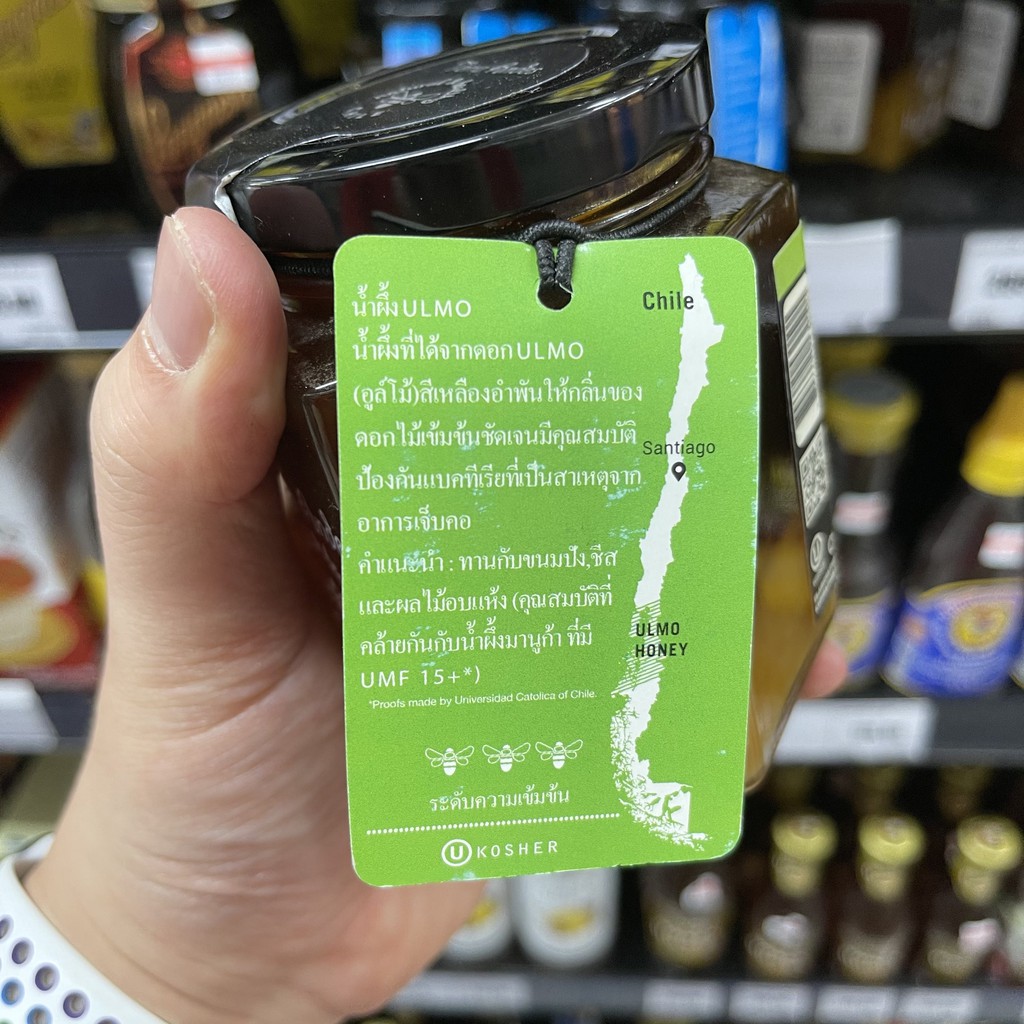 น้ำผึ้งULMO
น้ำผึ้งที่ได้จากดอกULMO
(อูล์โม้)สีเหลืองอำพันให้กลิ่นของ
ดอกไม้เข้มข้นชัดเจนมีคุณสมบัติ
ป้องคันแบคทีเรียที่เป็นสาเหตุจาก
อาการเจ็บคอ
คำแนะนำ : ทานกับขนมปัง,ชีส
และผลไม้อบแห้ง (คุณสมบัติที่
คล้ายกันกับน้ำผึ้งมานูก้า ที่มี
UMF 15+*)
*Proofs made by Universidad Catolica of Chile.
ระดับความเข้มข้น
U KOSHER
Chile
Santiago
ULMO
HONEY